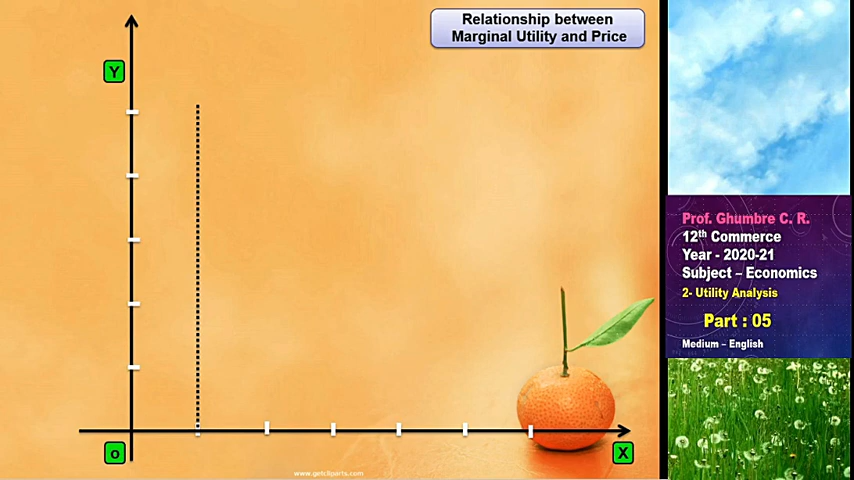 Relationship between
Marginal Utility and Price
Y
o
X
www.getcliparts.com
Prof. Ghumbre C. R.
12th Commerce
Year - 2020-21
Subject – Economics
2- Utility Analysis
Part : 05
Medium – English